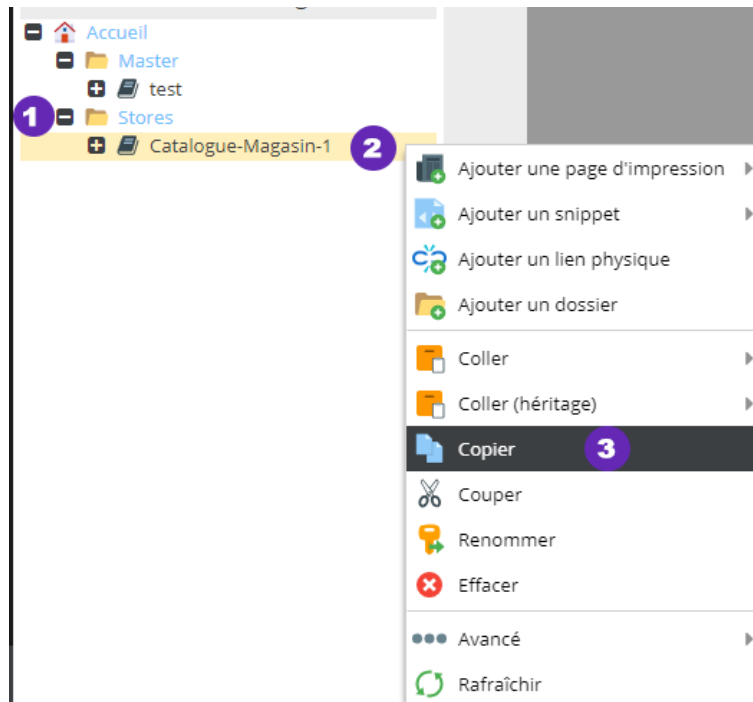 Accueil
Master
test
1
Stores
Catalogue-Magasin-1
2
Ajouter une page d'impression
Ajouter un snippet
Ajouter un lien physique
Ajouter un dossier
Coller
Coller (héritage)
Copier
3
Couper
Renommer
Effacer
Avancé
Rafraîchir